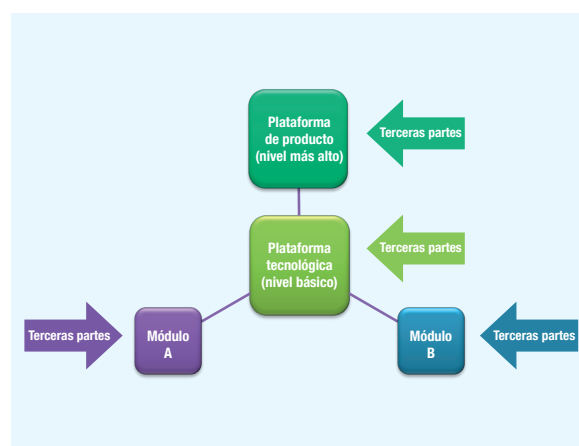 Plataforma
de producto
(nivel más alto)
Terceras partes
Plataforma
tecnológica
(nivel básico)
Terceras partes
Terceras partes
Módulo
A
Módulo
B
Terceras partes